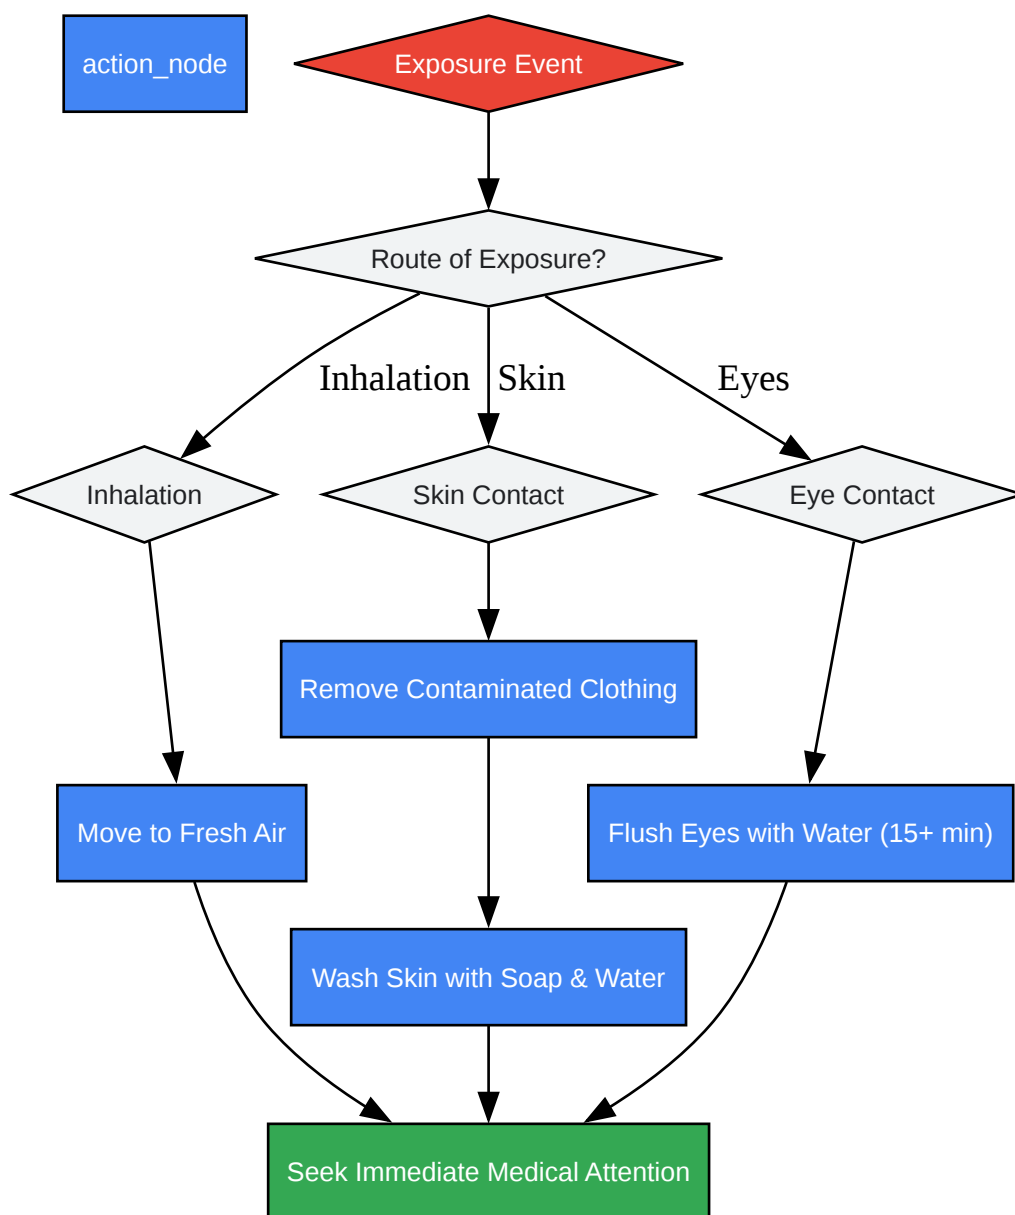 action_node
Exposure Event
Route of Exposure?
Inhalation
Skin
Eyes
Inhalation
Skin Contact
Eye Contact
Remove Contaminated Clothing
Move to Fresh Air
Flush Eyes with Water (15+ min)
Wash Skin with Soap & Water
Seek Immediate Medical Attention